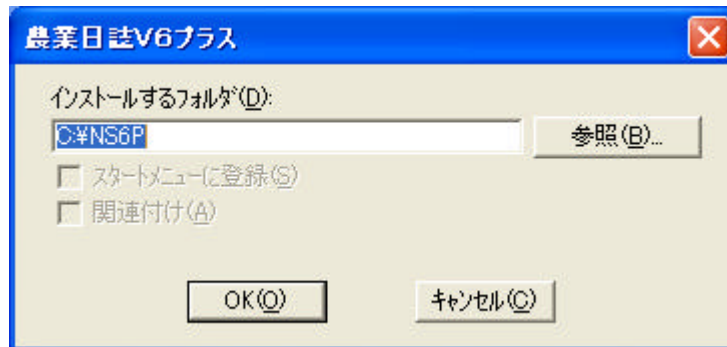 農業日誌V6プラス
インストールするフォルダ(D):
C:¥NS6P
参照(B)...
スタートメニューに登録(S)
関連付け(A)
OK(O)
キャンセル(C)